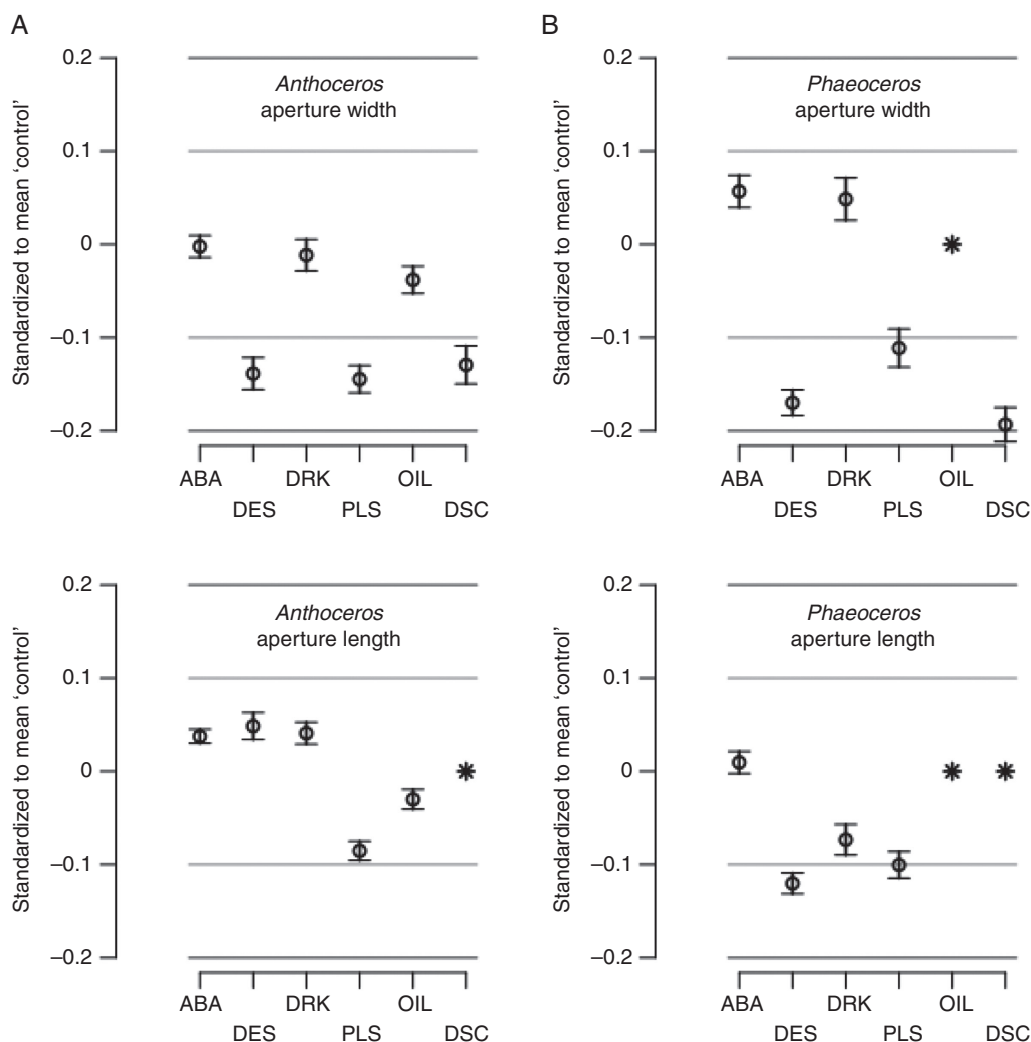 A
Standardized to mean ‘control’
0.2
0.1
0
–0.1
–0.2
Anthoceros
aperture width
ABA DRK OIL
DES PLS DSC
B
Standardized to mean ‘control’
0.2
0.1
0
–0.1
–0.2
Phaeoceros
aperture width
ABA DRK OIL
DES PLS DSC
Standardized to mean ‘control’
0.2
0.1
0
–0.1
–0.2
Anthoceros
aperture length
ABA DRK OIL
DES PLS DSC
Standardized to mean ‘control’
0.2
0.1
0
–0.1
–0.2
Phaeoceros
aperture length
ABA DRK OIL
DES PLS DSC